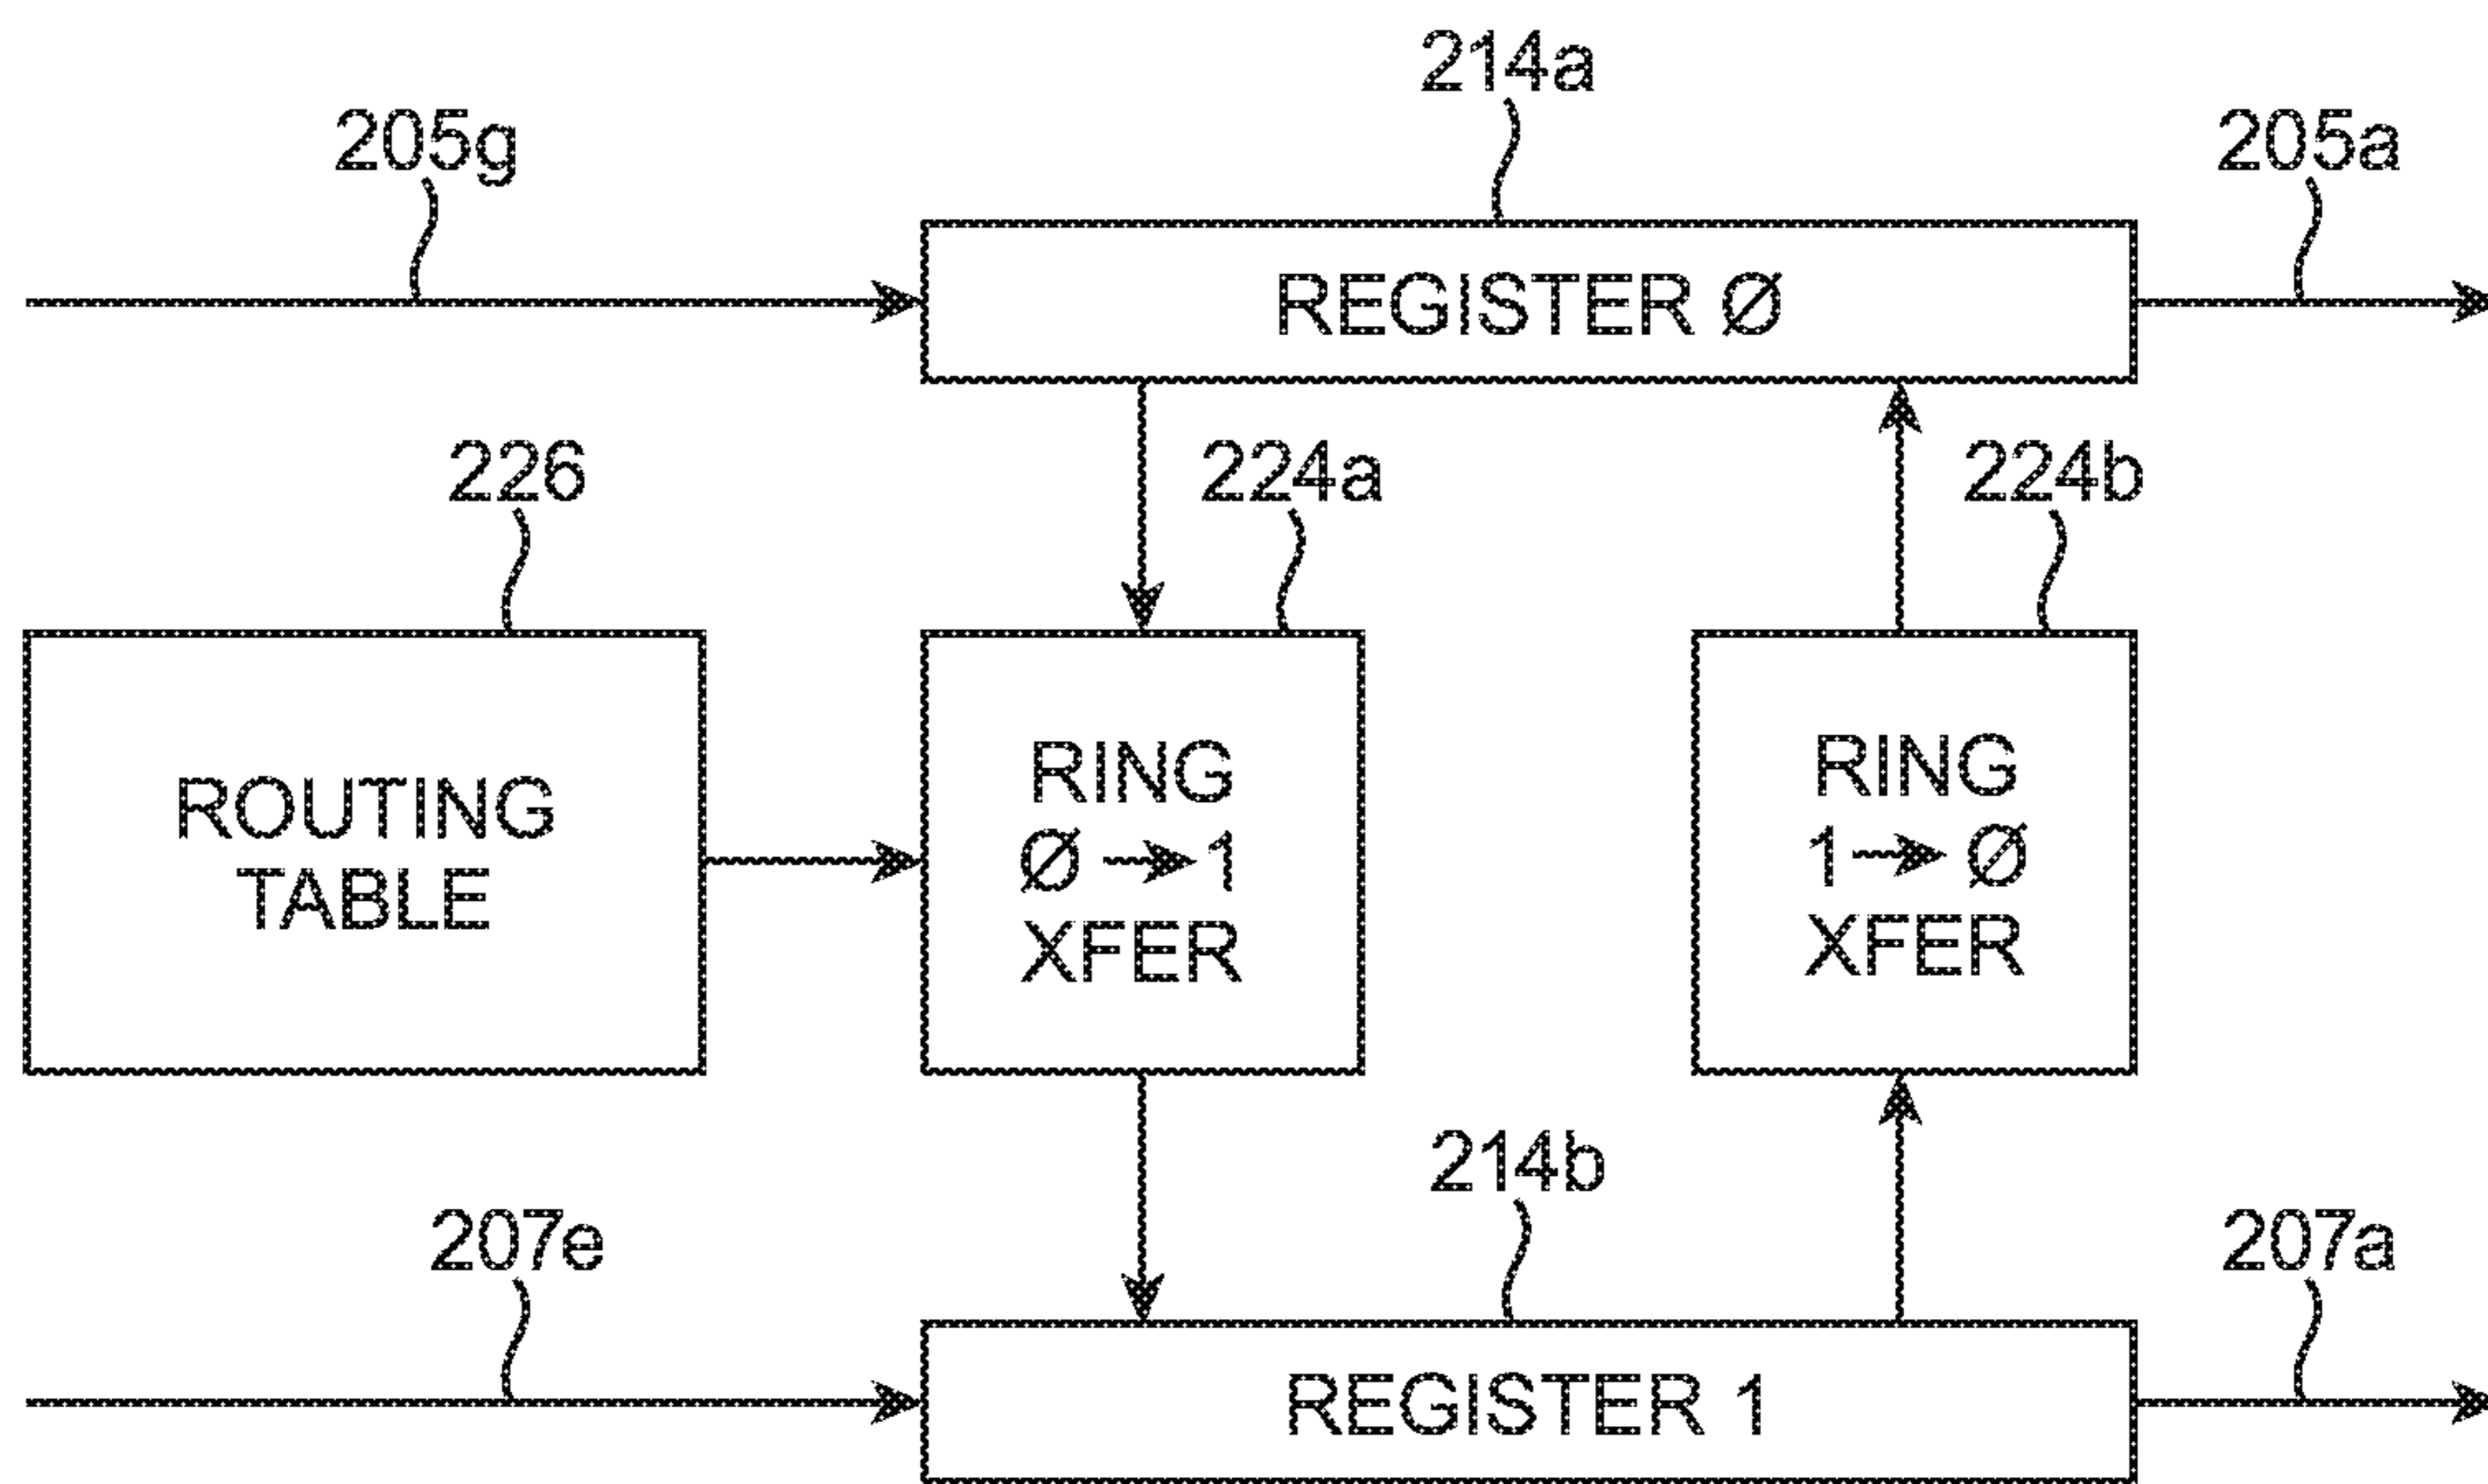 214a
205g
205a
REGISTER Ø
226
224a
224b
ROUTING
TABLE
RING
Ø → 1
XFER
RING
1 → Ø
XFER
214b
207e
207a
REGISTER 1